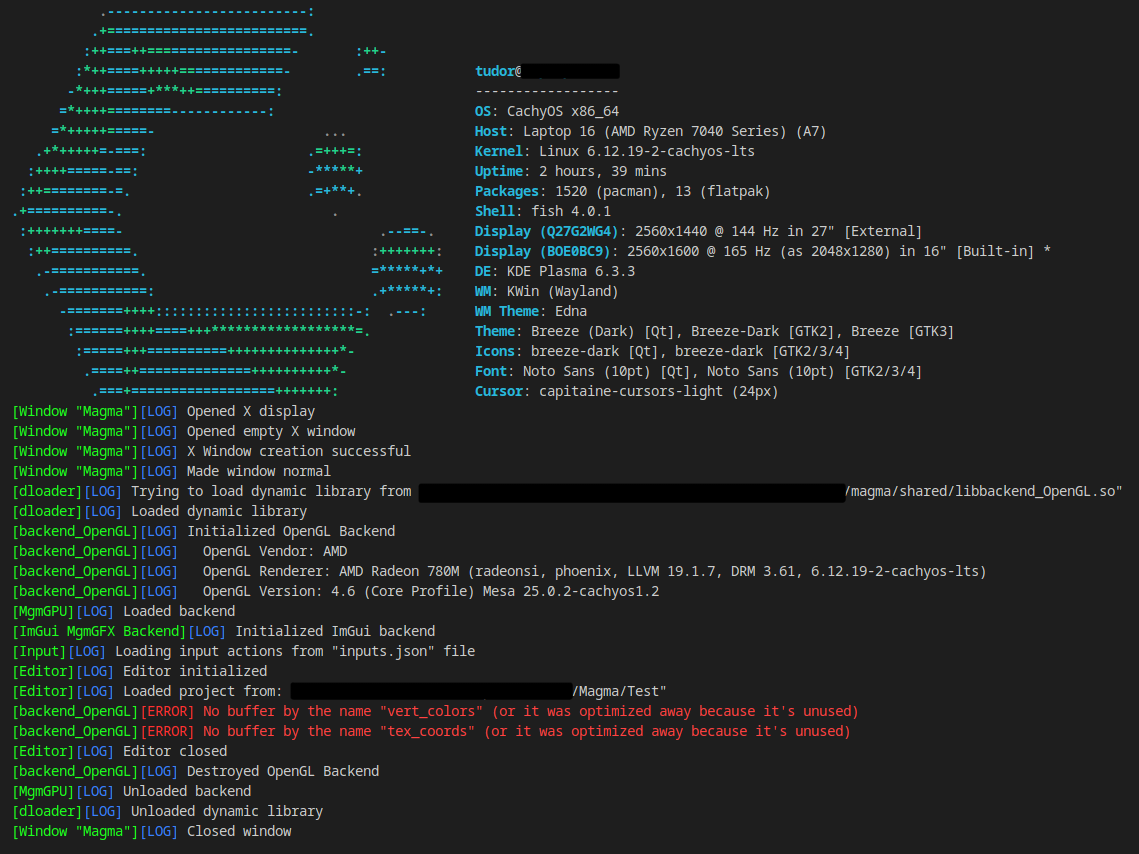 tudor@
------------------
OS: CachyOS x86_64
Host: Laptop 16 (AMD Ryzen 7040 Series) (A7)
Kernel: Linux 6.12.19-2-cachyos-lts
Uptime: 2 hours, 39 mins
Packages: 1520 (pacman), 13 (flatpak)
Shell: fish 4.0.1
Display (Q27G2WG4): 2560x1440 @ 144 Hz in 27" [External]
Display (BOE0BC9): 2560x1600 @ 165 Hz (as 2048x1280) in 16" [Built-in] *
DE: KDE Plasma 6.3.3
WM: KWin (Wayland)
WM Theme: Edna
Theme: Breeze (Dark) [Qt], Breeze-Dark [GTK2], Breeze [GTK3]
Icons: breeze-dark [Qt], breeze-dark [GTK2/3/4]
Font: Noto Sans (10pt) [Qt], Noto Sans (10pt) [GTK2/3/4]
Cursor: capitaine-cursors-light (24px)
[Window "Magma"][LOG] Opened X display
[Window "Magma"][LOG] Opened empty X window
[Window "Magma"][LOG] X Window creation successful
[Window "Magma"][LOG] Made window normal
[dloader][LOG] Trying to load dynamic library from /magma/shared/libbackend_OpenGL.so"
[dloader][LOG] Loaded dynamic library
[backend_OpenGL][LOG] Initialized OpenGL Backend
[backend_OpenGL][LOG]   OpenGL Vendor: AMD
[backend_OpenGL][LOG]   OpenGL Renderer: AMD Radeon 780M (radeonsi, phoenix, LLVM 19.1.7, DRM 3.61, 6.12.19-2-cachyos-lts)
[backend_OpenGL][LOG]   OpenGL Version: 4.6 (Core Profile) Mesa 25.0.2-cachyos1.2
[MgmGPU][LOG] Loaded backend
[ImGui MgmGFX Backend][LOG] Initialized ImGui backend
[Input][LOG] Loading input actions from "inputs.json" file
[Editor][LOG] Editor initialized
[Editor][LOG] Loaded project from: /Magma/Test"
[backend_OpenGL][ERROR] No buffer by the name "vert_colors" (or it was optimized away because it's unused)
[backend_OpenGL][ERROR] No buffer by the name "tex_coords" (or it was optimized away because it's unused)
[Editor][LOG] Editor closed
[backend_OpenGL][LOG] Destroyed OpenGL Backend
[MgmGPU][LOG] Unloaded backend
[dloader][LOG] Unloaded dynamic library
[Window "Magma"][LOG] Closed window